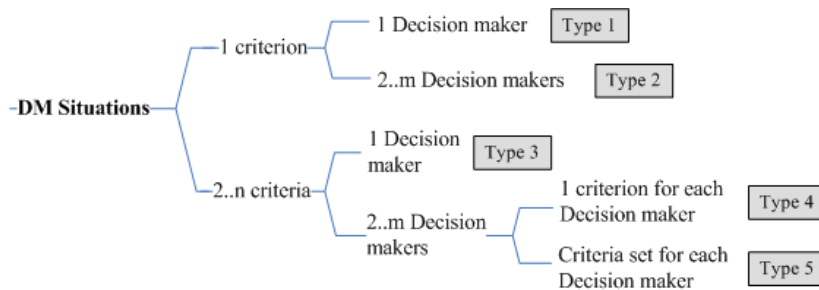 DM Situations
1 criterion
1 Decision maker
Type 1
2..m Decision makers
Type 2
2..n criteria
1 Decision
maker
Type 3
2..m Decision
makers
1 criterion for each
Decision maker
Type 4
Criteria set for each
Decision maker
Type 5